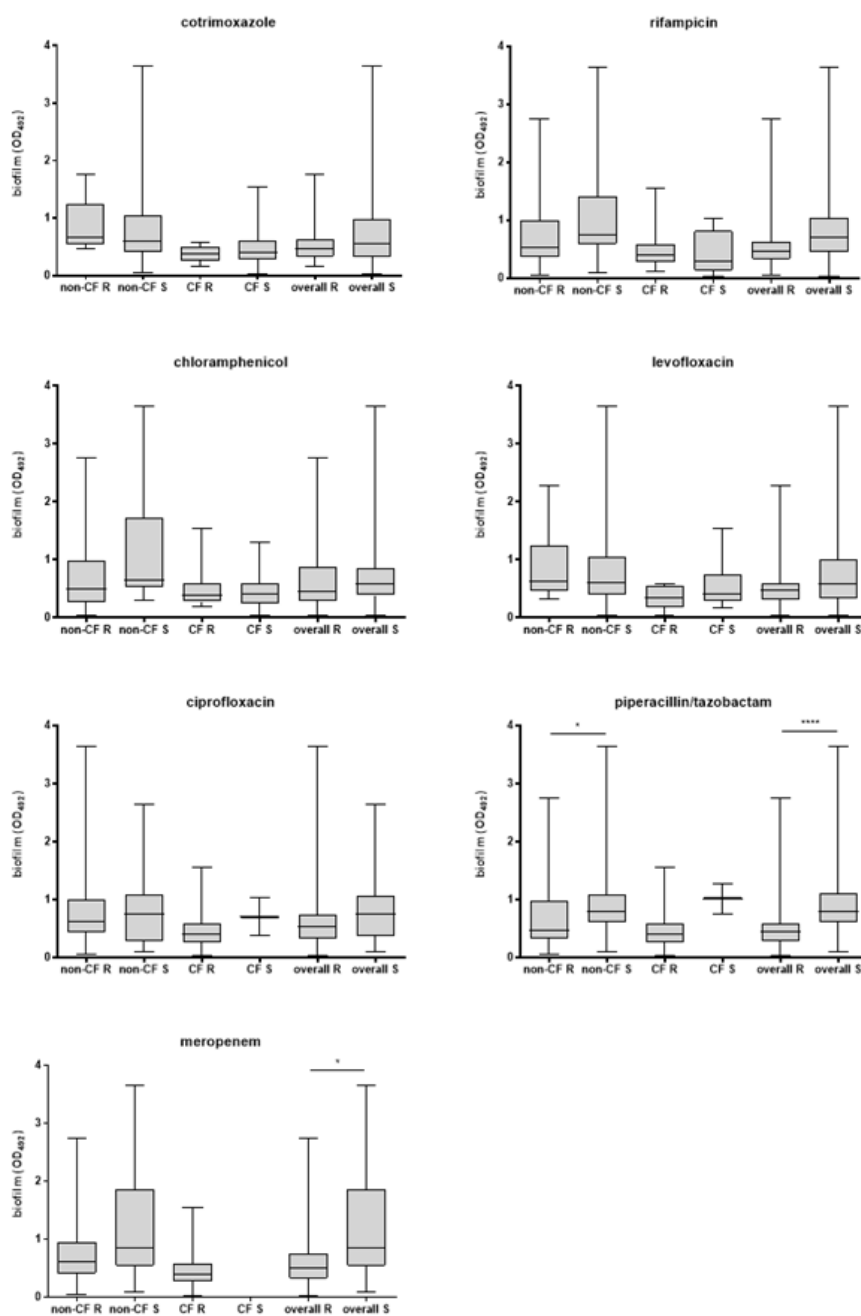 cotrimoxazole
4
3
2
1
0
biofilm (OD492)
non-CF R non-CF S CF R CF S overall R overall S
rifampicin
4
3
2
1
0
biofilm (OD492)
non-CF R non-CF S CF R CF S overall R overall S
chloramphenicol
4
3
2
1
0
biofilm (OD492)
non-CF R non-CF S CF R CF S overall R overall S
levofloxacin
4
3
2
1
0
biofilm (OD492)
non-CF R non-CF S CF R CF S overall R overall S
ciprofloxacin
4
3
2
1
0
biofilm (OD492)
non-CF R non-CF S CF R CF S overall R overall S
piperacillin/tazobactam
* ****
4
3
2
1
0
biofilm (OD492)
non-CF R non-CF S CF R CF S overall R overall S
meropenem
*
4
3
2
1
0
biofilm (OD492)
non-CF R non-CF S CF R CF S overall R overall S